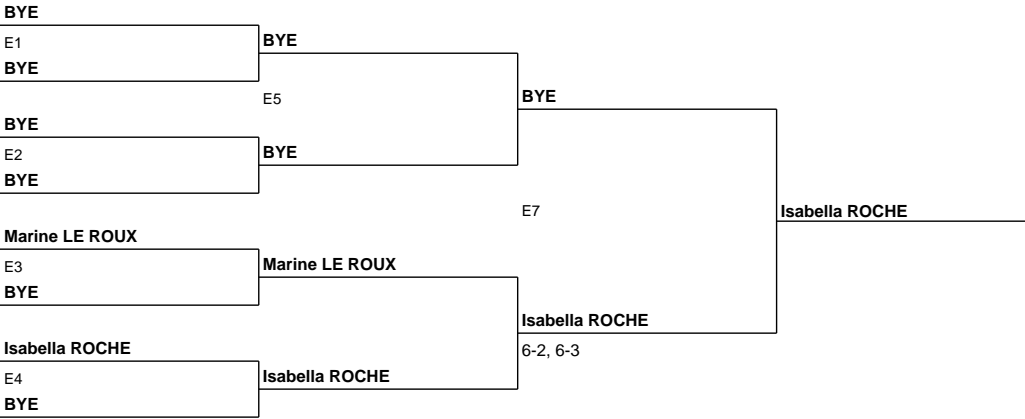 BYE
E1
BYE
BYE
E5
BYE
BYE
E2
BYE
BYE
E7
Isabella ROCHE
Marine LE ROUX
E3
Marine LE ROUX
BYE
Isabella ROCHE
Isabella ROCHE
6-2, 6-3
E4
Isabella ROCHE
BYE